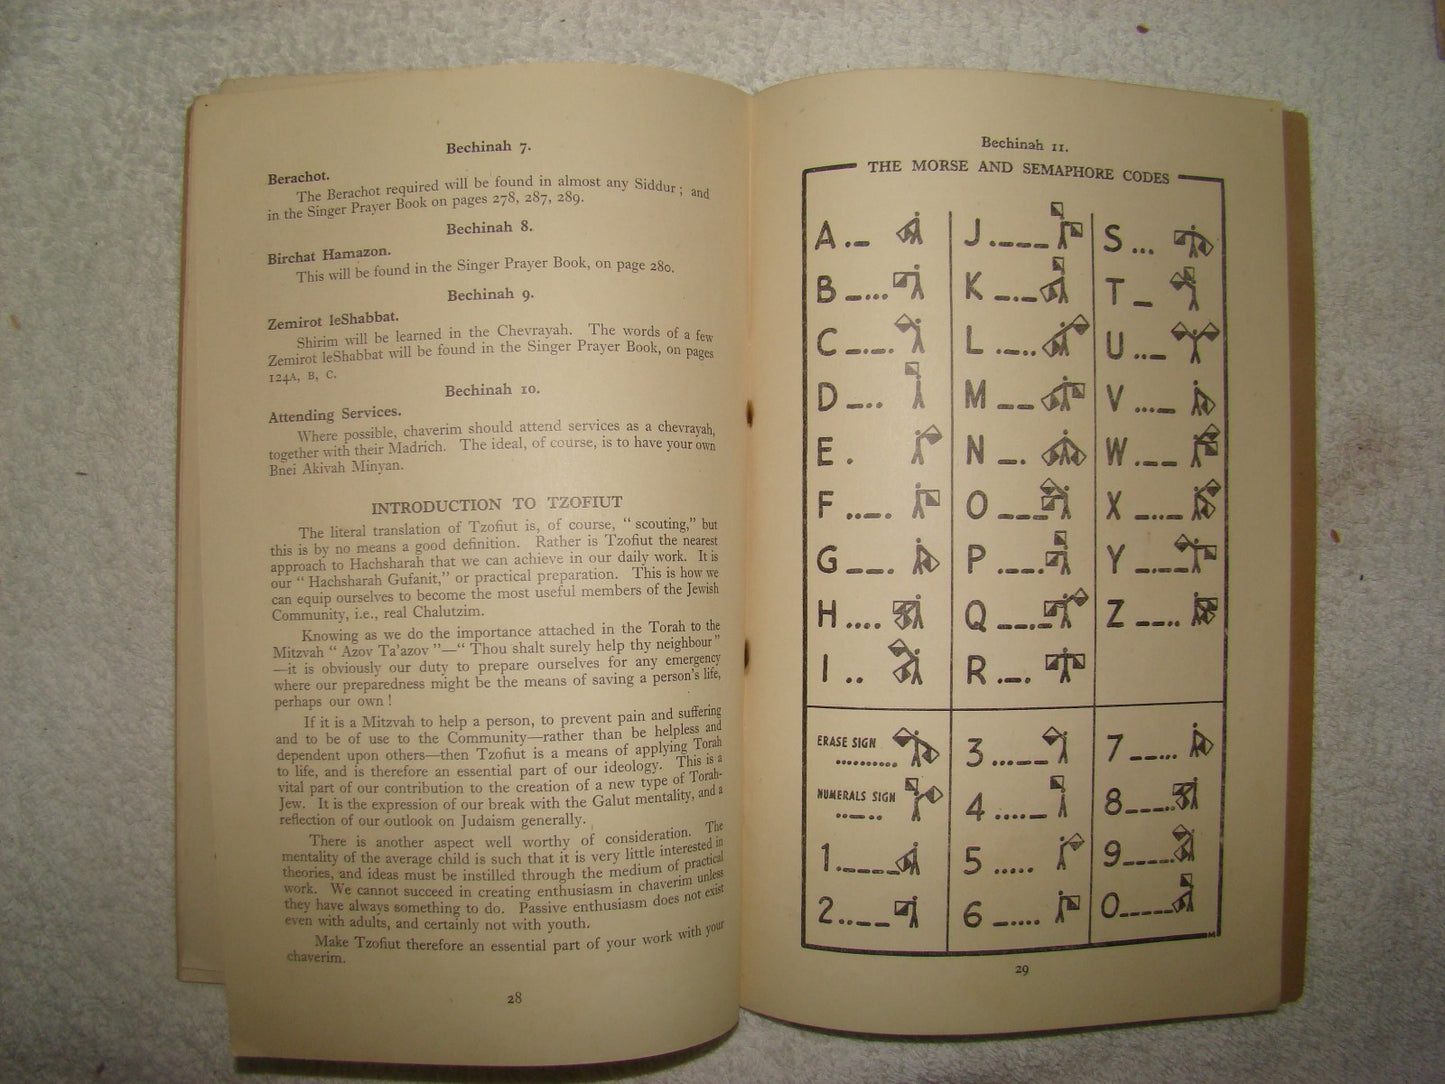 Bechinah 7.
Berachot.
The Berachot required will be found in almost any Siddur; and
in the Singer Prayer Book on pages 278, 287, 289.
Bechinah 8.
Birchat Hamazon.
This will be found in the Singer Prayer Book, on page 280.
Bechinah 9.
Zemirot leShabbat.
Shirim will be learned in the Chevrayah. The words of a few
Zemirot leShabbat will be found in the Singer Prayer Book, on pages
124A, B, C.
Bechinah 10.
Attending Services.
Where possible, chaverim should attend services as a chevrayah,
together with their Madrich. The ideal, of course, is to have your own
Bnei Akivah Minyan.
INTRODUCTION TO TZOFIUT
The literal translation of Tzofiut is, of course, “ scouting,” but
this is by no means a good definition. Rather is Tzofiut the nearest
approach to Hachsharah that we can achieve in our daily work. It is
our “ Hachsharah Gufanit,” or practical preparation. This is how we
can equip ourselves to become the most useful members of the Jewish
Community, i.e., real Chalutzim.
Knowing as we do the importance attached in the Torah to the
Mitzvah “ Azov Ta'azov ”—“ Thou shalt surely help thy neighbour ”
—it is obviously our duty to prepare ourselves for any emergency
where our preparedness might be the means of saving a person's life,
perhaps our own !
If it is a Mitzvah to help a person, to prevent pain and suffering
and to be of use to the Community—rather than be helpless and
dependent upon others—then Tzofiut is a means of applying Torah
to life, and is therefore an essential part of our ideology. This is a
vital part of our contribution to the creation of a new type of Torah-
Jew. It is the expression of our break with the Galut mentality, and a
reflection of our outlook on Judaism generally.
There is another aspect well worthy of consideration. The
mentality of the average child is such that it is very little interested in
theories, and ideas must be instilled through the medium of practical
work. We cannot succeed in creating enthusiasm in chaverim unless
they have always something to do. Passive enthusiasm does not exist
even with adults, and certainly not with youth.
Make Tzofiut therefore an essential part of your work with your
chaverim.
28
Bechinah 11.
THE MORSE AND SEMAPHORE CODES
A . _
B _ . . .
C _ . _ .
D _ . .
E .
F . . _ .
G _ _ .
H . . . .
I . .
J . _ _ _
K _ . _
L . _ . .
M _ _
N _ .
O _ _ _
P . _ _ .
Q _ _ . _
R . _ .
S . . .
T _
U . . _
V . . . _
W . _ _
X _ . . _
Y _ . _ _
Z _ _ . .
ERASE SIGN
NUMERALS SIGN
1 . _ _ _ _
2 . . _ _ _
3 . . . _ _
4 . . . . _
5 . . . . .
6 _ . . . .
7 _ _ . . .
8 _ _ _ . .
9 _ _ _ _ .
0 _ _ _ _ _
29